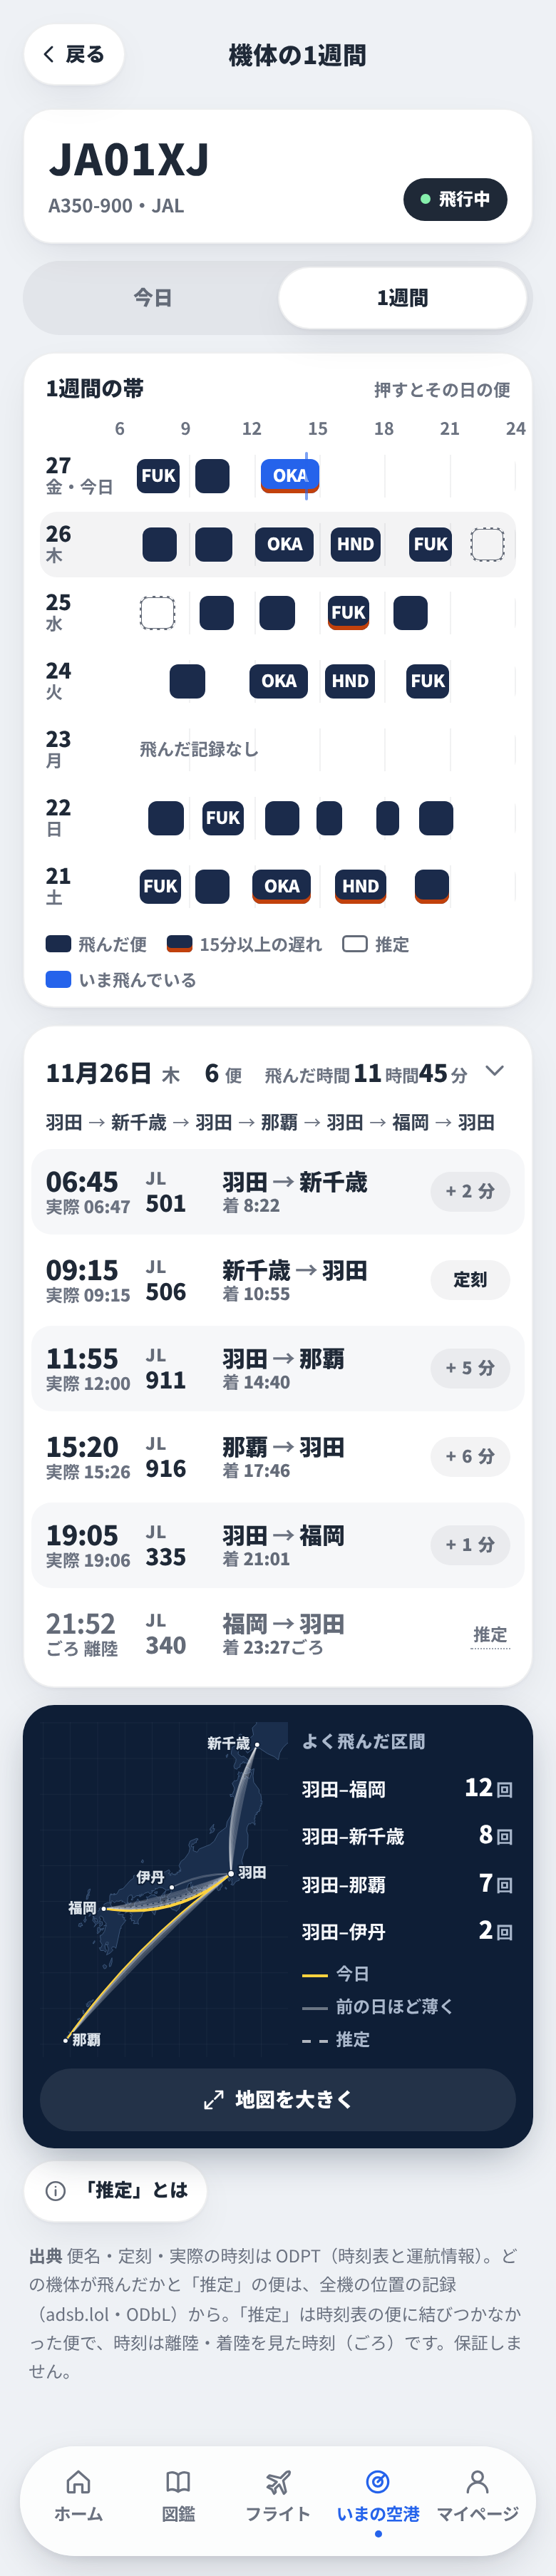 戻る
機体の1週間
JA01XJ
A350-900・JAL
飛行中
今日
1週間
1週間の帯
押すとその日の便
6 9 12 15 18 21 24
27
金・今日
FUK OKA
26
木
OKA HND FUK
25
水
FUK
24
火
OKA HND FUK
23
月
飛んだ記録なし
22
日
FUK
21
土
FUK OKA HND
飛んだ便 15分以上の遅れ 推定
いま飛んでいる
11月26日 木 6 便 飛んだ時間 11 時間 45 分
羽田 → 新千歳 → 羽田 → 那覇 → 羽田 → 福岡 → 羽田
06:45 JL 羽田 → 新千歳
実際 06:47 501 着 8:22
+ 2 分
09:15 JL 新千歳 → 羽田
実際 09:15 506 着 10:55
定刻
11:55 JL 羽田 → 那覇
実際 12:00 911 着 14:40
+ 5 分
15:20 JL 那覇 → 羽田
実際 15:26 916 着 17:46
+ 6 分
19:05 JL 羽田 → 福岡
実際 19:06 335 着 21:01
+ 1 分
21:52 JL 福岡 → 羽田
ごろ 離陸 340 着 23:27ごろ
推定
新千歳
羽田
伊丹
福岡
那覇
よく飛んだ区間
羽田–福岡 12回
羽田–新千歳 8回
羽田–那覇 7回
羽田–伊丹 2回
今日
前の日ほど薄く
推定
地図を大きく
「推定」とは
出典 便名・定刻・実際の時刻は ODPT（時刻表と運航情報）。ど
の機体が飛んだかと「推定」の便は、全機の位置の記録
（adsb.lol・ODbL）から。「推定」は時刻表の便に結びつかなか
った便で、時刻は離陸・着陸を見た時刻（ごろ）です。保証しま
せん。
ホーム 図鑑 フライト いまの空港 マイページ